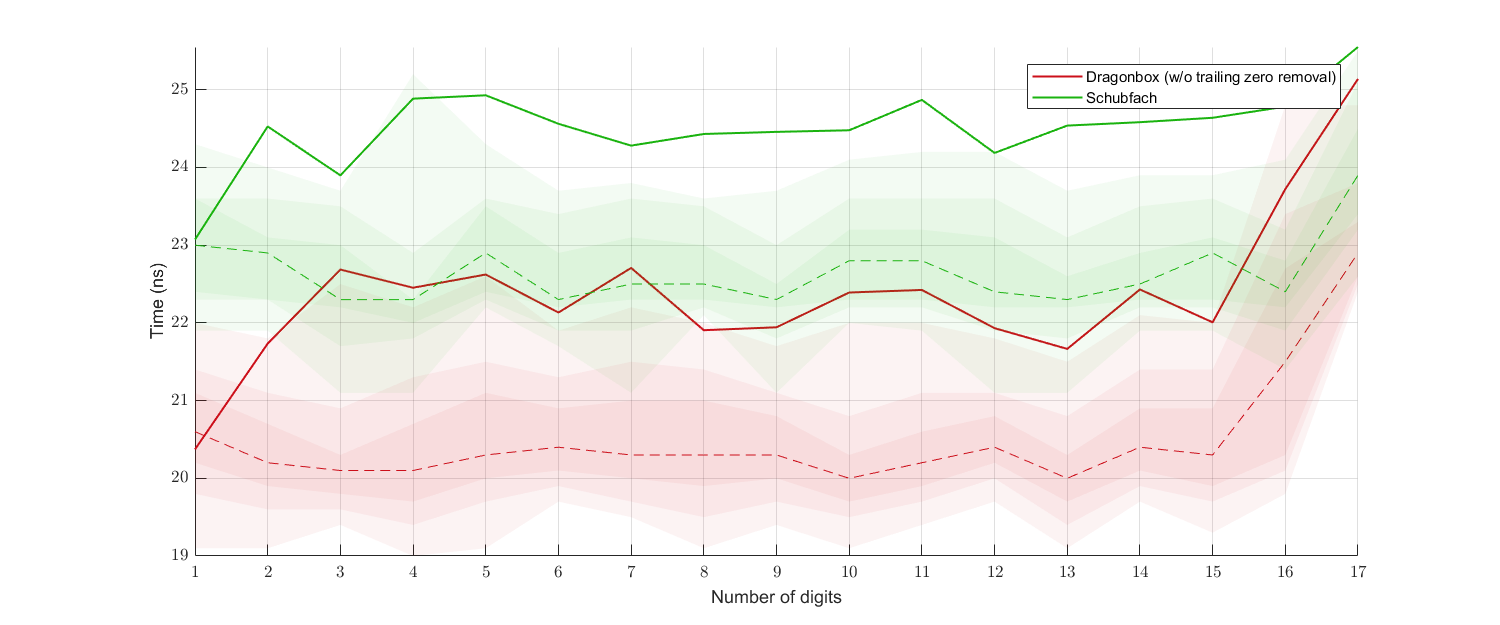 Dragonbox (w/o trailing zero removal)
Schubfach
25
24
23
22
21
20
19
Time (ns)
1 2 3 4 5 6 7 8 9 10 11 12 13 14 15 16 17
Number of digits